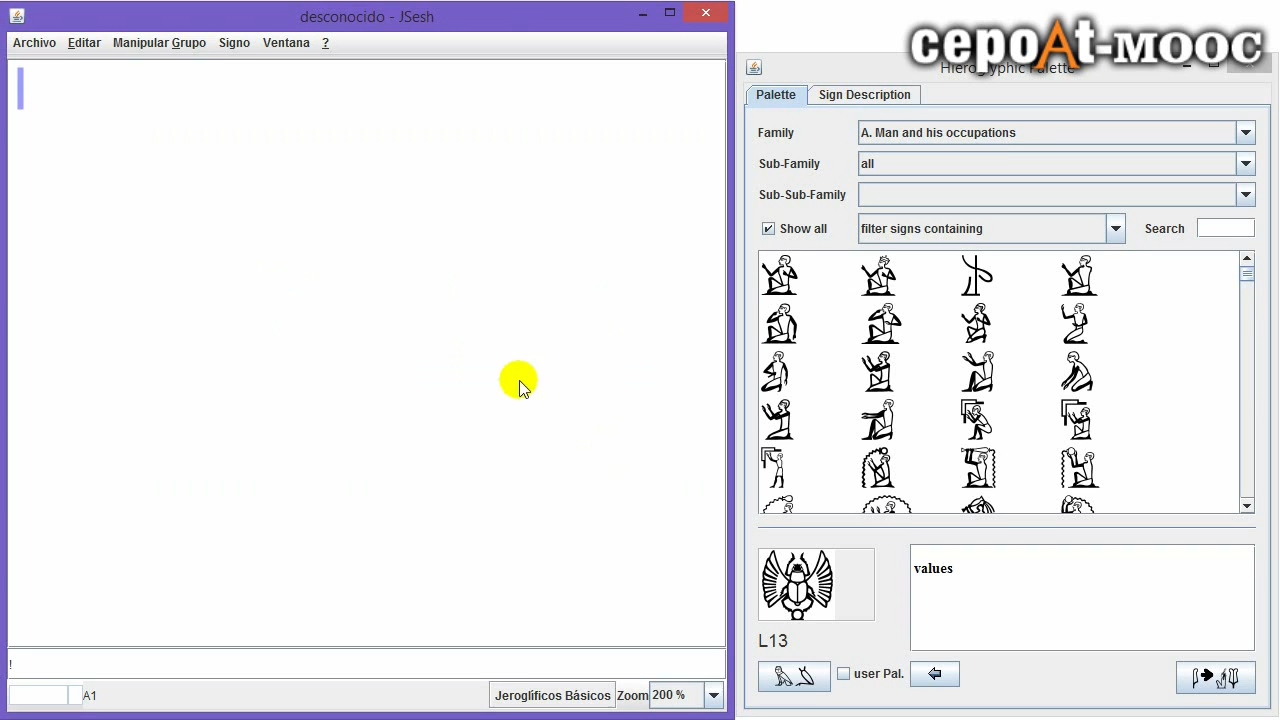 desconocido - JSesh
Archivo Editar Manipular Grupo Signo Ventana ?
!
A1
Jeroglíficos Básicos Zoom 200 %
cepoAt-MOOC
Hieroglyphic Palette
Palette Sign Description
Family A. Man and his occupations
Sub-Family all
Sub-Sub-Family
Show all filter signs containing Search
values
L13
user Pal.